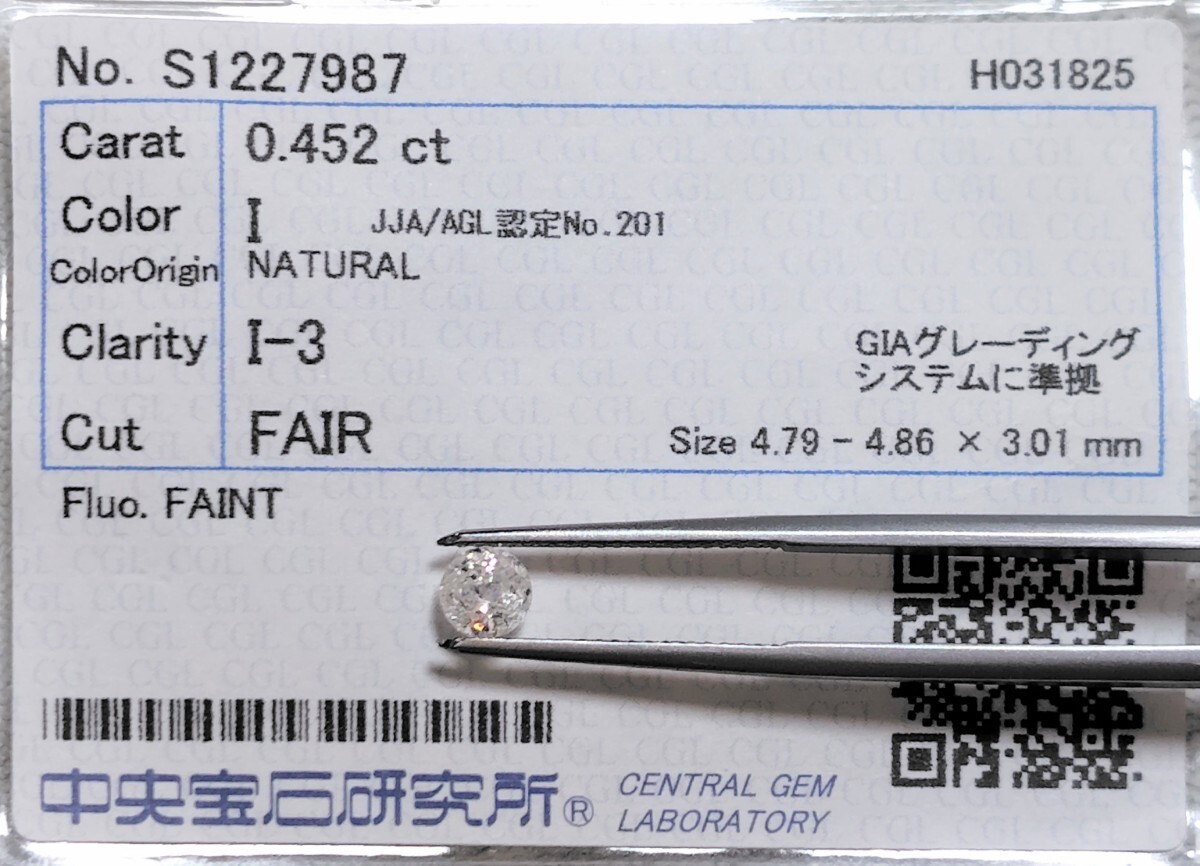 No. S1227987 H031825
Carat 0.452 ct
Color I JJA/AGL認定No.201
ColorOrigin NATURAL
Clarity I-3 GIAグレーディング
システムに準拠
Cut FAIR Size 4.79 - 4.86 × 3.01 mm
Fluo. FAINT
中央宝石研究所® CENTRAL GEM
LABORATORY